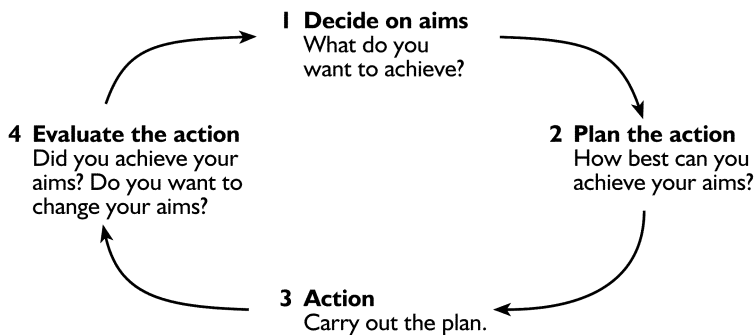 1 Decide on aims
What do you
want to achieve?
2 Plan the action
How best can you
achieve your aims?
3 Action
Carry out the plan.
4 Evaluate the action
Did you achieve your
aims? Do you want to
change your aims?